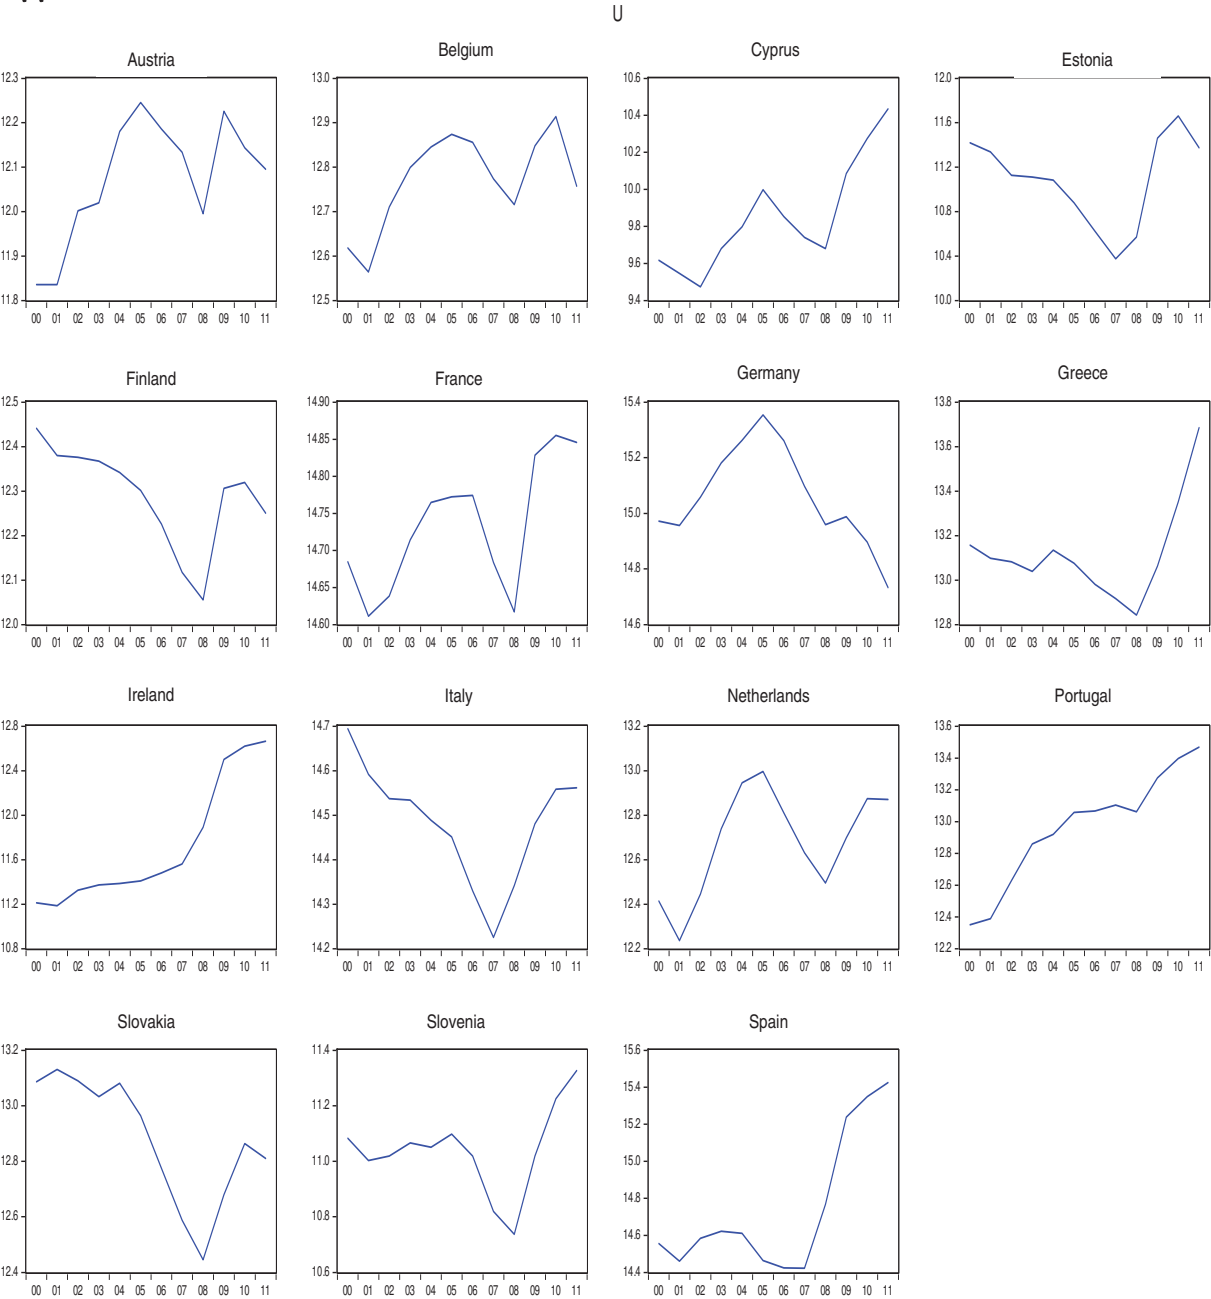 U
Austria Belgium Cyprus Estonia
12.3 13.0 10.6 12.0
12.2 12.9 10.4 11.6
12.1 12.8 10.2 11.2
12.0 12.7 10.0 10.8
11.9 12.6 9.8 10.4
11.8 12.5 9.6 10.0
9.4
00 01 02 03 04 05 06 07 08 09 10 11 00 01 02 03 04 05 06 07 08 09 10 11 00 01 02 03 04 05 06 07 08 09 10 11 00 01 02 03 04 05 06 07 08 09 10 11
Finland France Germany Greece
12.5 14.90 15.4 13.8
12.4 14.85 15.2 13.6
12.3 14.80 15.0 13.4
12.2 14.75 14.8 13.2
12.1 14.70 14.6 13.0
12.0 14.65 12.8
14.60
00 01 02 03 04 05 06 07 08 09 10 11 00 01 02 03 04 05 06 07 08 09 10 11 00 01 02 03 04 05 06 07 08 09 10 11 00 01 02 03 04 05 06 07 08 09 10 11
Ireland Italy Netherlands Portugal
12.8 14.7 13.2 13.6
12.4 14.6 13.0 13.4
12.0 14.5 12.8 13.2
11.6 14.4 12.6 13.0
11.2 14.3 12.4 12.8
10.8 14.2 12.2 12.6
12.4
12.2
00 01 02 03 04 05 06 07 08 09 10 11 00 01 02 03 04 05 06 07 08 09 10 11 00 01 02 03 04 05 06 07 08 09 10 11 00 01 02 03 04 05 06 07 08 09 10 11
Slovakia Slovenia Spain
13.2 11.4 15.6
13.0 11.2 15.4
12.8 11.0 15.2
12.6 10.8 15.0
12.4 10.6 14.8
14.6
14.4
00 01 02 03 04 05 06 07 08 09 10 11 00 01 02 03 04 05 06 07 08 09 10 11 00 01 02 03 04 05 06 07 08 09 10 11